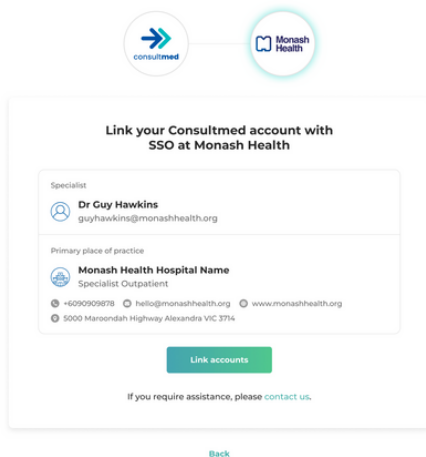 consultmed
Monash
Health
Link your Consultmed account with
SSO at Monash Health
Specialist
Dr Guy Hawkins
guyhawkins@monashhealth.org
Primary place of practice
Monash Health Hospital Name
Specialist Outpatient
+6090909878 hello@monashhealth.org www.monashhealth.org
5000 Maroondah Highway Alexandra VIC 3714
Link accounts
If you require assistance, please contact us.
Back